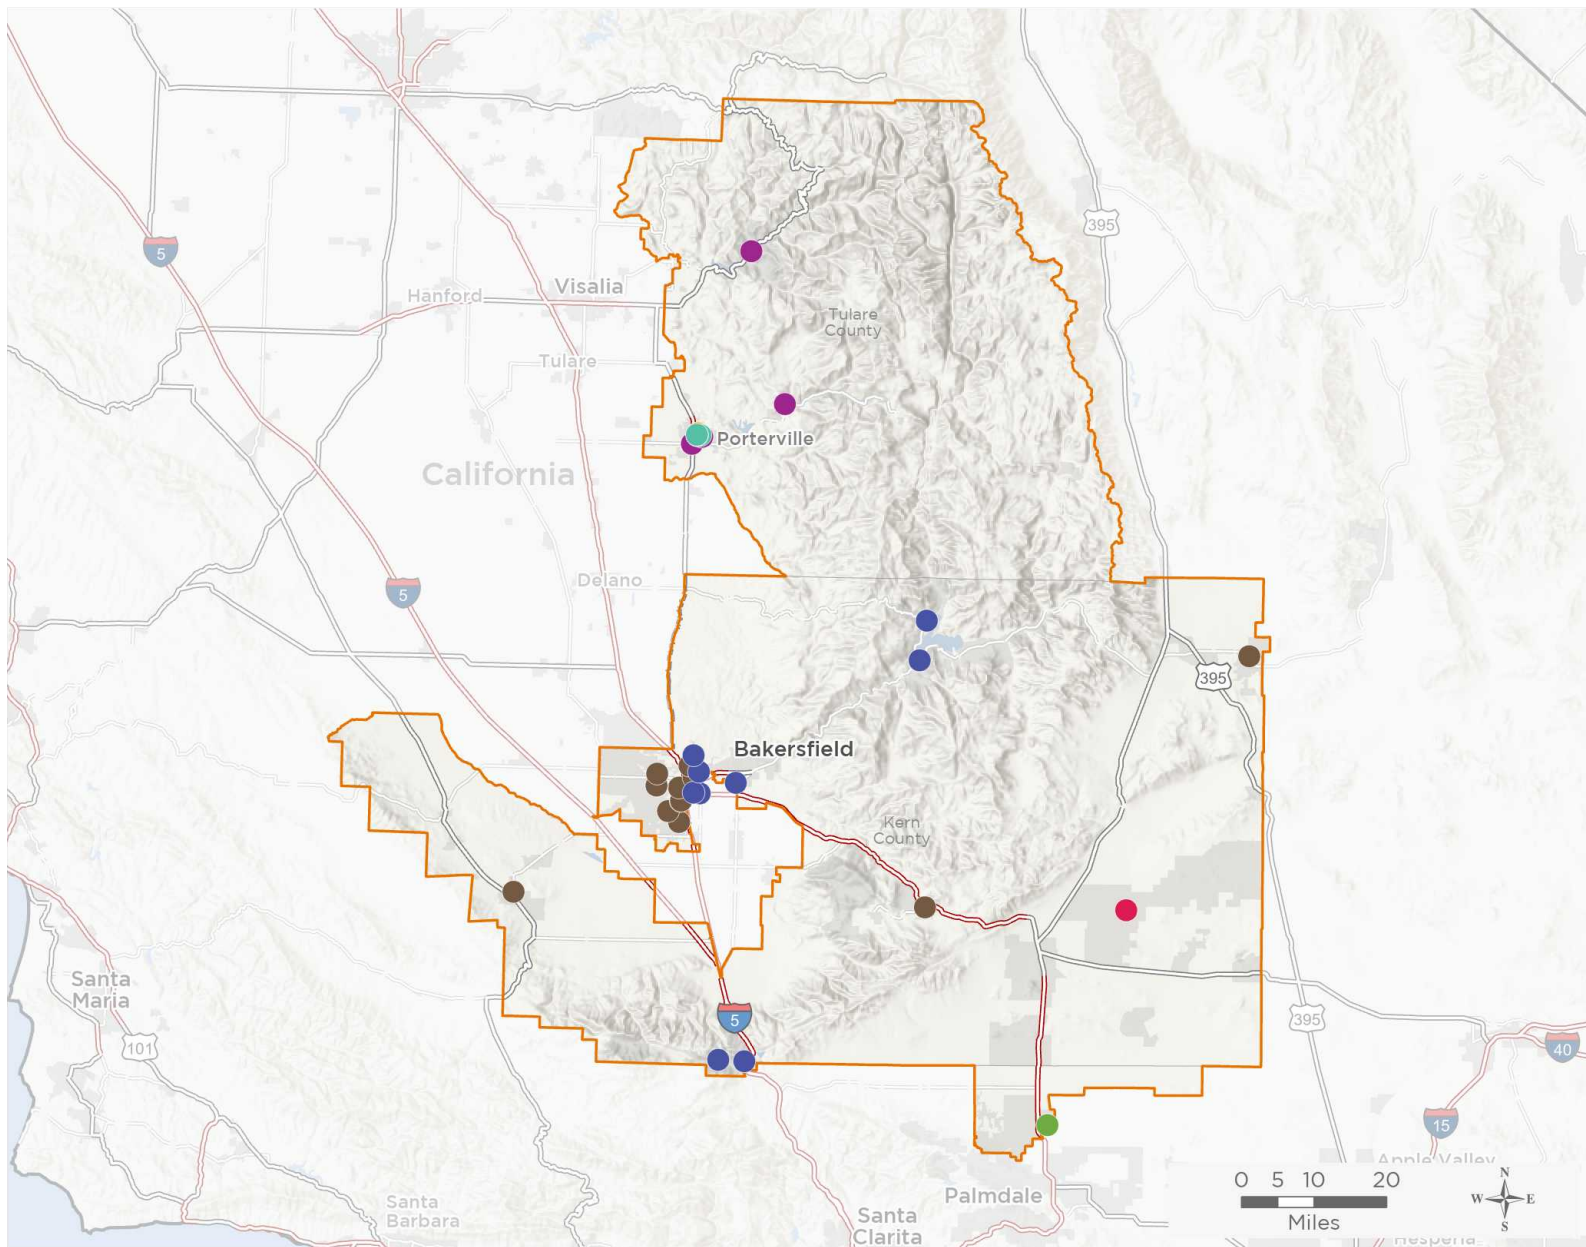 395
5
Visalia
Hanford
Tulare
County
Tulare
Porterville
California
Delano
5
395
Bakersfield
Kern
County
Santa
Maria
5
395
101
40
15
Apple Valley
0 5 10 20
Miles
N
W E
S
Palmdale
Santa
Barbara
Santa
Clarita
Hesperia